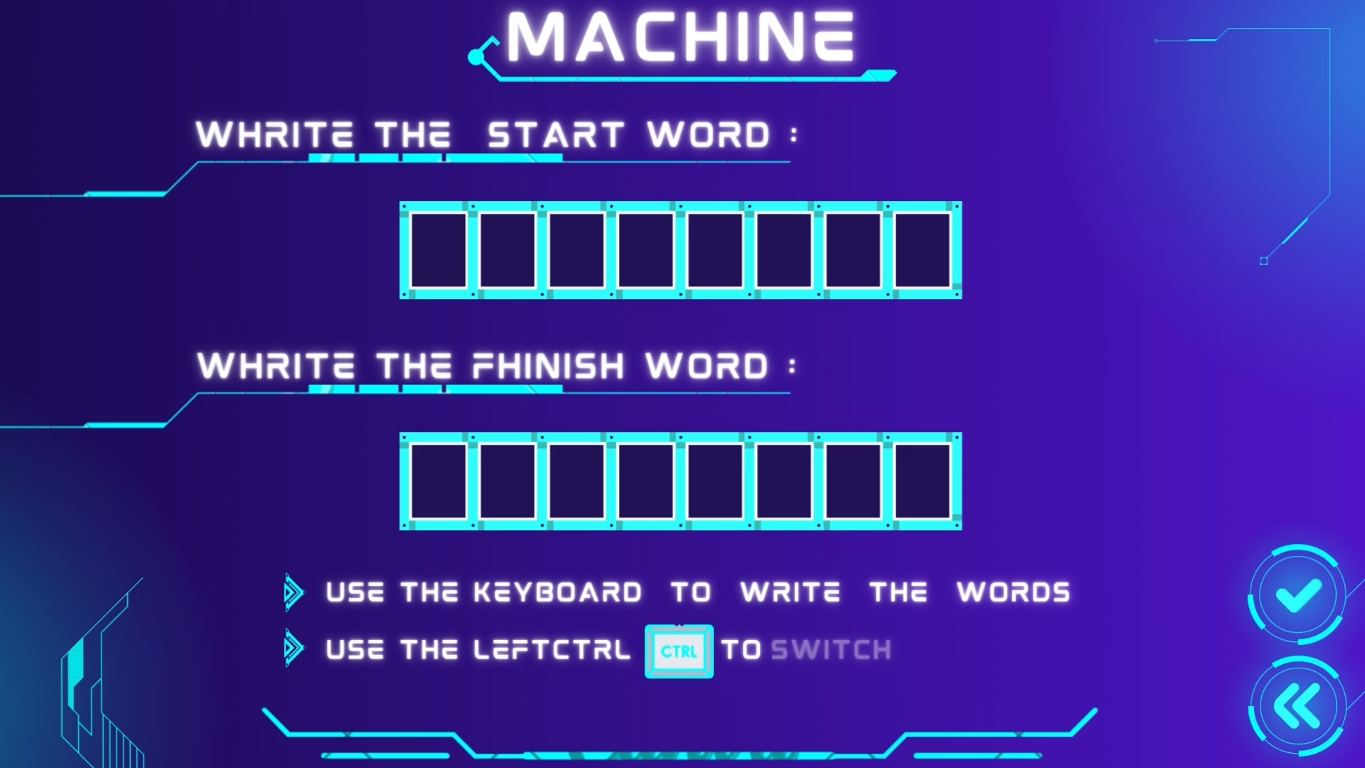 MACHINE
WHRITE THE START WORD :
WHRITE THE FHINISH WORD :
USE THE KEYBOARD TO WRITE THE WORDS
USE THE LEFTCTRL CTRL TO SWITCH